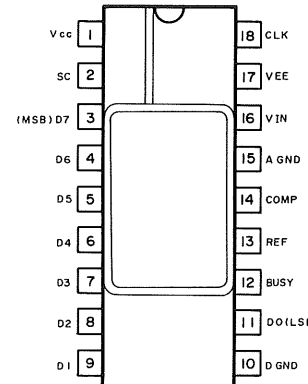 Vcc 1 18 CLK
SC 2 17 VEE
(MSB) D7 3 16 VIN
D6 4 15 A GND
D5 5 14 COMP
D4 6 13 REF
D3 7 12 BUSY
D2 8 11 DO(LS
D1 9 10 D GND